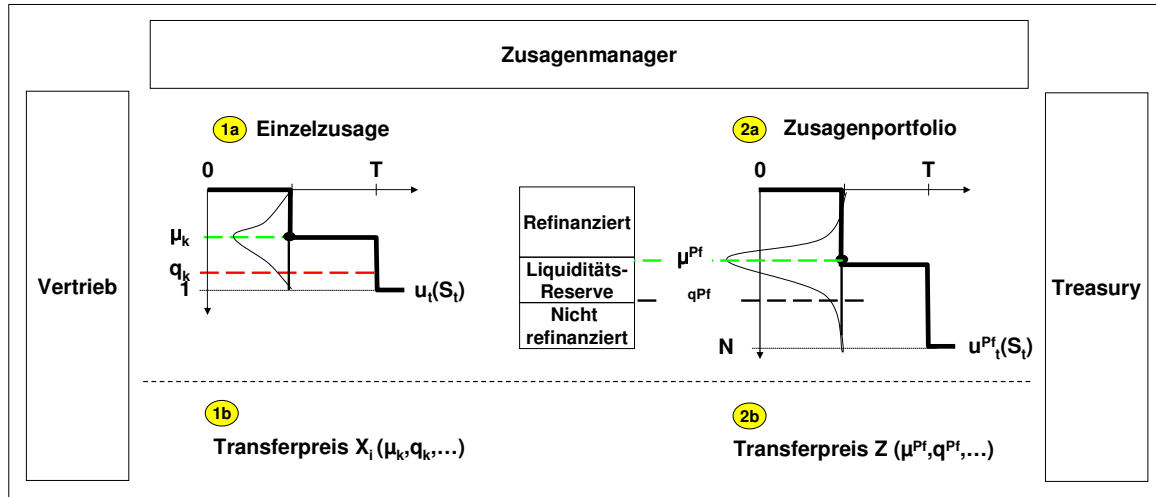 Zusagenmanager
Vertrieb
1a Einzelzusage
0 T
μk
qk
1
ut(St)
Refinanziert
Liquiditäts-
Reserve
Nicht
refinanziert
2a Zusagenportfolio
0 T
μPf
qPf
N
uPft(St)
Treasury
1b
Transferpreis Xi (μk,qk,…)
2b
Transferpreis Z (μPf,qPf,…)